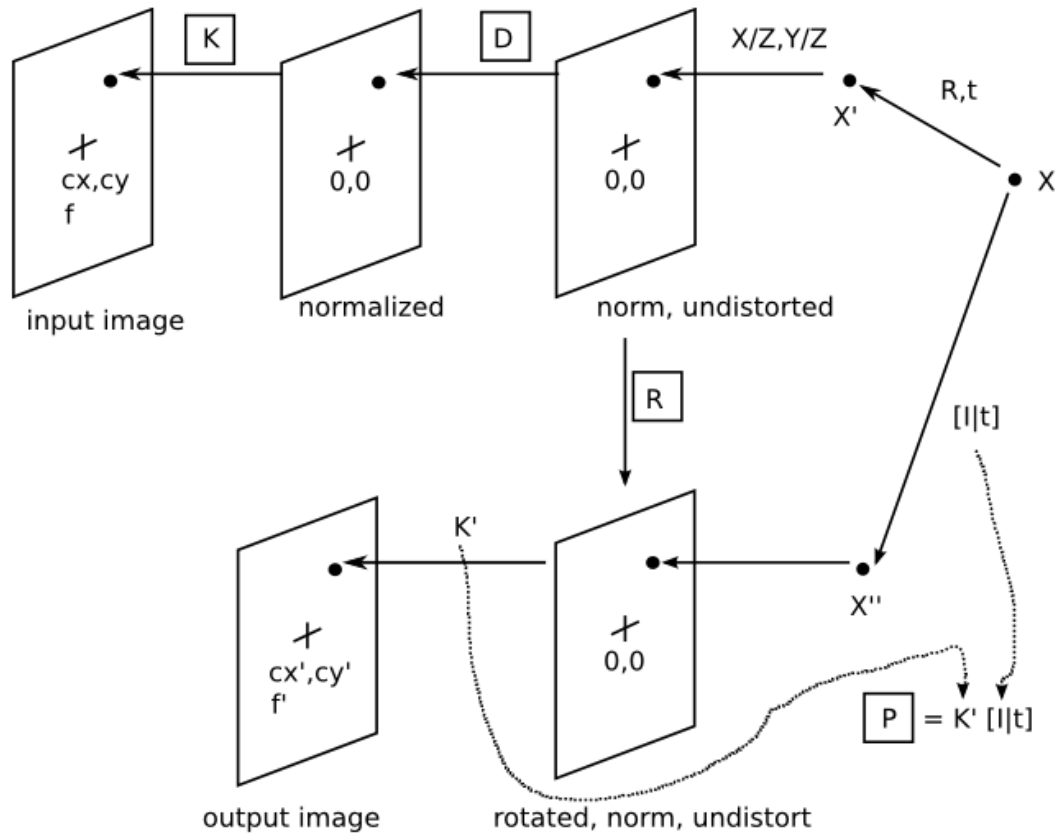 K
D
X/Z,Y/Z
R,t
X'
X
cx,cy
f
0,0
0,0
input image
normalized
norm, undistorted
R
[I|t]
K'
X''
cx',cy'
f'
0,0
P = K' [I|t]
output image
rotated, norm, undistort